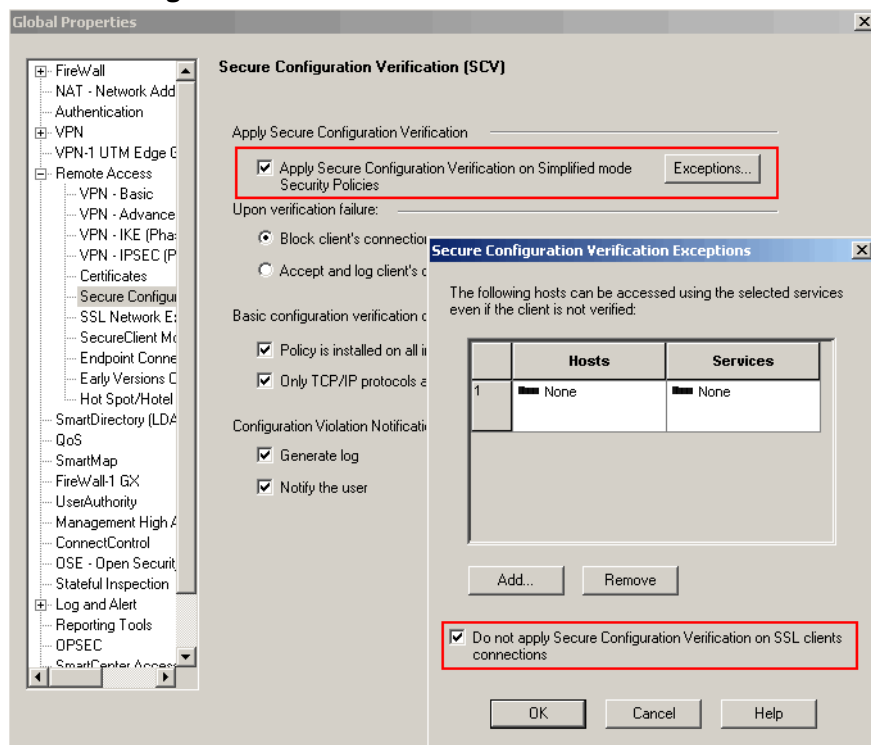 Global Properties
FireWall
NAT - Network Add
Authentication
VPN
VPN-1 UTM Edge
Remote Access
VPN - Basic
VPN - Advance
VPN - IKE (Pha
VPN - IPSEC (P
Certificates
Secure Configu
SSL Network
SecureClient
Endpoint Conne
Early Versions
Hot Spot/Hotel
SmartDirectory (LDA
QoS
SmartMap
FireWall-1 GX
UserAuthority
Management High
ConnectControl
OSE - Open Securit
Stateful Inspection
Log and Alert
Reporting Tools
OPSEC
SmartCenter Access
Secure Configuration Verification (SCV)
Apply Secure Configuration Verification
Apply Secure Configuration Verification on Simplified mode
Security Policies
Exceptions...
Upon verification failure:
Block client's connection
Accept and log client's c
Basic configuration verification c
Policy is installed on all i
Only TCP/IP protocols a
Configuration Violation Notificati
Generate log
Notify the user
Secure Configuration Verification Exceptions
The following hosts can be accessed using the selected services
even if the client is not verified:
Hosts Services
1 None None
Add... Remove
Do not apply Secure Configuration Verification on SSL clients
connections
OK Cancel Help